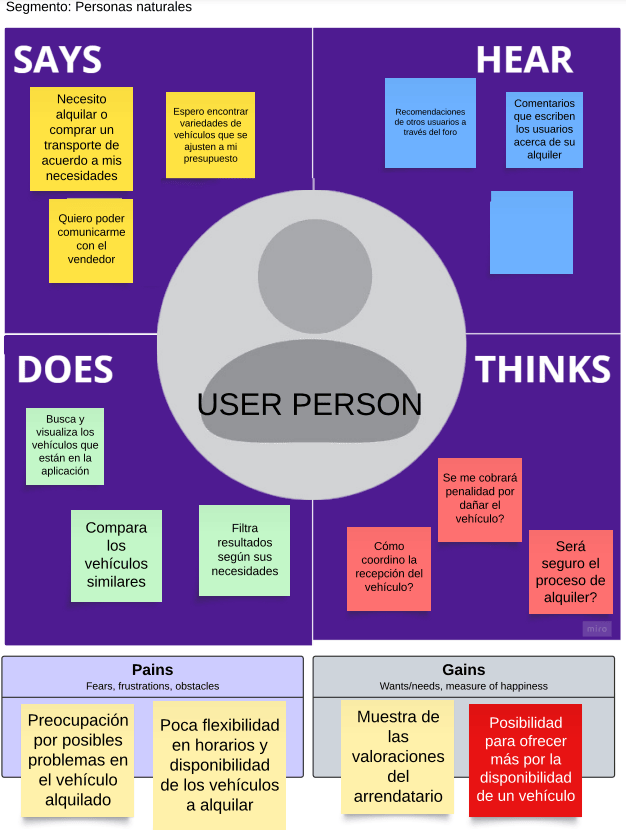 Segmento: Personas naturales
SAYS
Necesito
alquilar o
comprar un
transporte de
acuerdo a mis
necesidades
Espero encontrar
variedades de
vehículos que se
ajusten a mi
presupuesto
Quiero poder
comunicarme
con el
vendedor
HEAR
Recomendaciones
de otros usuarios a
través del foro
Comentarios
que escriben
los usuarios
acerca de su
alquiler
USER PERSON
DOES
Busca y
visualiza los
vehículos que
están en la
aplicación
Compara
los
vehículos
similares
Filtra
resultados
según sus
necesidades
THINKS
Se me cobrará
penalidad por
dañar el
vehículo?
Cómo
coordino la
recepción del
vehículo?
Será
seguro el
proceso de
alquiler?
miro
Pains
Fears, frustrations, obstacles
Preocupación
por posibles
problemas en
el vehículo
alquilado
Poca flexibilidad
en horarios y
disponibilidad
de los vehículos
a alquilar
Gains
Wants/needs, measure of happiness
Muestra de
las
valoraciones
del
arrendatario
Posibilidad
para ofrecer
más por la
disponibilidad
de un vehículo